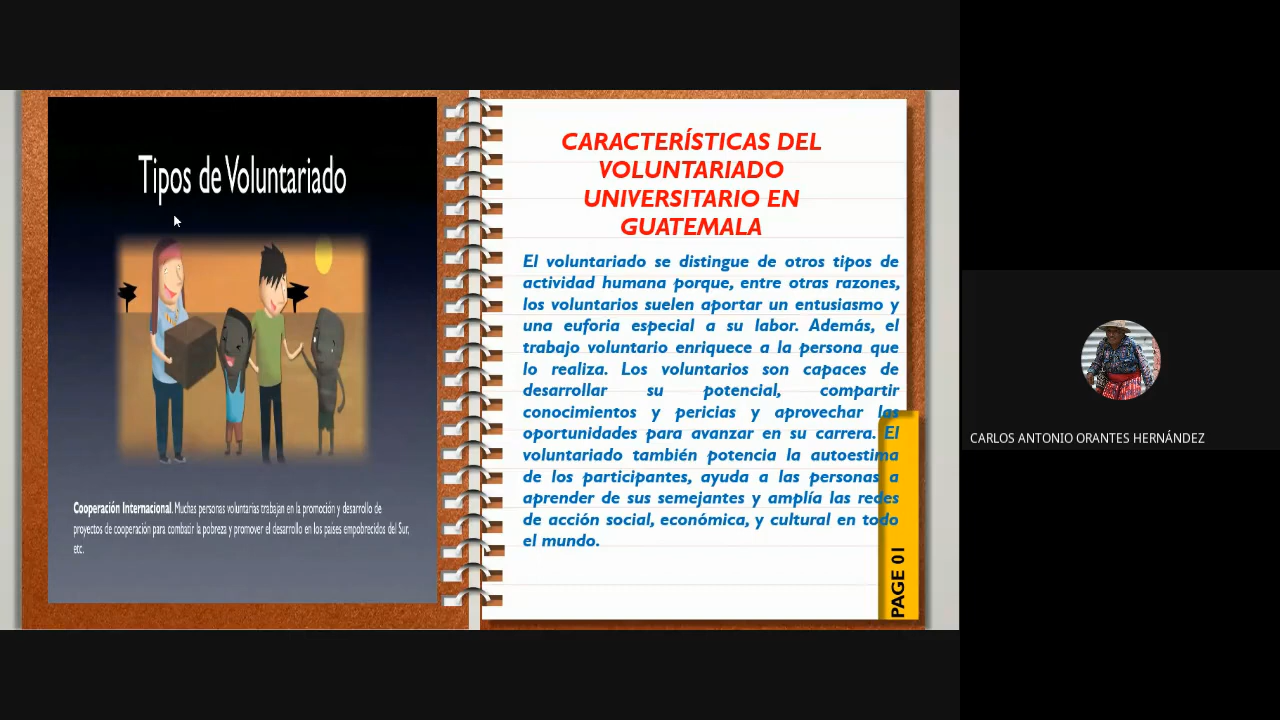 Tipos de Voluntariado
Cooperación Internacional. Muchas personas voluntarias trabajan en la promoción y desarrollo de
proyectos de cooperación para combatir la pobreza y promover el desarrollo en los países empobrecidos del Sur,
etc.
CARACTERÍSTICAS DEL
VOLUNTARIADO
UNIVERSITARIO EN
GUATEMALA
El voluntariado se distingue de otros tipos de
actividad humana porque, entre otras razones,
los voluntarios suelen aportar un entusiasmo y
una euforia especial a su labor. Además, el
trabajo voluntario enriquece a la persona que
lo realiza. Los voluntarios son capaces de
desarrollar su potencial, compartir
conocimientos y pericias y aprovechar las
oportunidades para avanzar en su carrera. El
voluntariado también potencia la autoestima
de los participantes, ayuda a las personas a
aprender de sus semejantes y amplía las redes
de acción social, económica, y cultural en todo
el mundo.
PAGE 01
CARLOS ANTONIO ORANTES HERNÁNDEZ